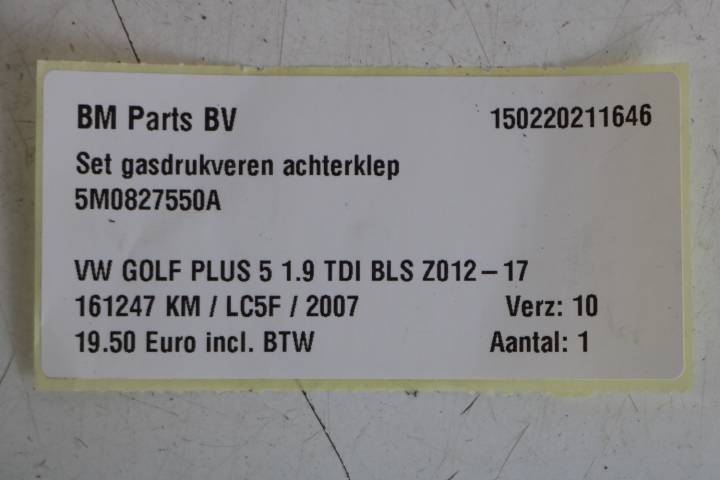 BM Parts BV 150220211646
Set gasdrukveren achterklep
5M0827550A
VW GOLF PLUS 5 1.9 TDI BLS Z012-17
161247 KM / LC5F / 2007 Verz: 10
19.50 Euro incl. BTW Aantal: 1